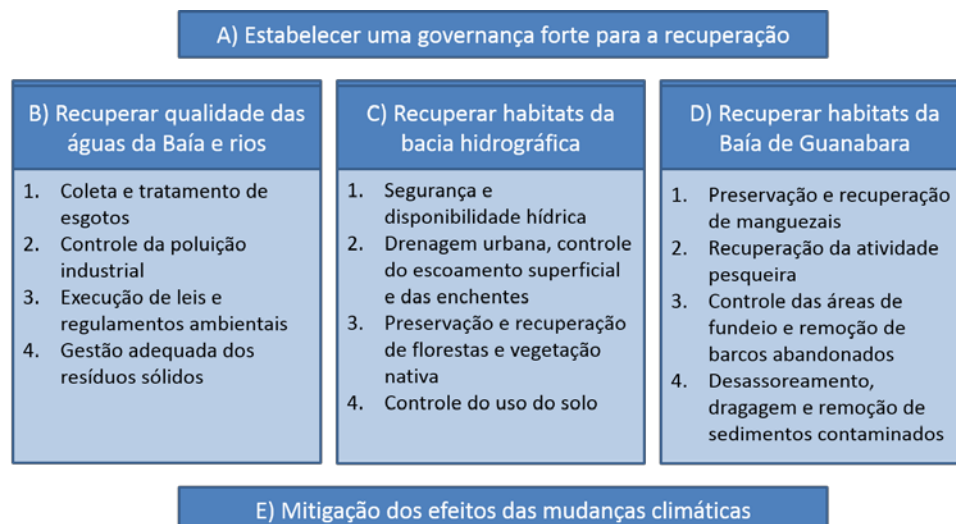 A) Estabelecer uma governança forte para a recuperação
B) Recuperar qualidade das
águas da Baía e rios
1. Coleta e tratamento de
esgotos
2. Controle da poluição
industrial
3. Execução de leis e
regulamentos ambientais
4. Gestão adequada dos
resíduos sólidos
C) Recuperar habitats da
bacia hidrográfica
1. Segurança e
disponibilidade hídrica
2. Drenagem urbana, controle
do escoamento superficial
e das enchentes
3. Preservação e recuperação
de florestas e vegetação
nativa
4. Controle do uso do solo
D) Recuperar habitats da
Baía de Guanabara
1. Preservação e recuperação
de manguezais
2. Recuperação da atividade
pesqueira
3. Controle das áreas de
fundeio e remoção de
barcos abandonados
4. Desassoreamento,
dragagem e remoção de
sedimentos contaminados
E) Mitigação dos efeitos das mudanças climáticas